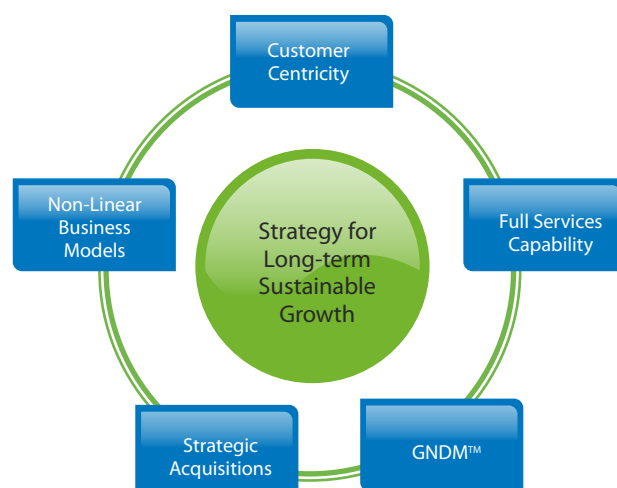 Customer
Centricity
Non-Linear
Business
Models
Full Services
Capability
Strategy for
Long-term
Sustainable
Growth
Strategic
Acquisitions
GNDM™